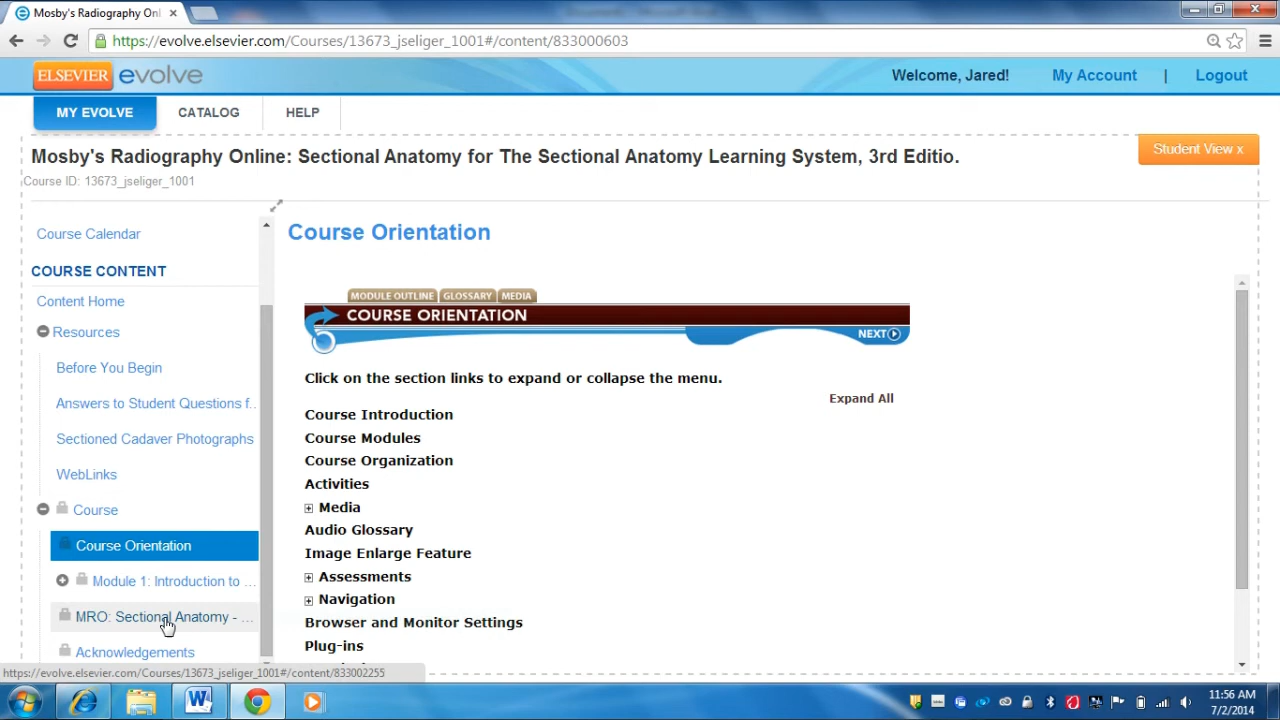 Mosby's Radiography Onl
https://evolve.elsevier.com/Courses/13673_jseliger_1001#/content/833000603
ELSEVIER evolve
Welcome, Jared! My Account | Logout
MY EVOLVE CATALOG HELP
Mosby's Radiography Online: Sectional Anatomy for The Sectional Anatomy Learning System, 3rd Editio.
Student View x
Course ID: 13673_jseliger_1001
Course Calendar
COURSE CONTENT
Content Home
Resources
Before You Begin
Answers to Student Questions f..
Sectioned Cadaver Photographs
WebLinks
Course
Course Orientation
Module 1: Introduction to ...
MRO: Sectional Anatomy - ...
Acknowledgements
Course Orientation
MODULE OUTLINE GLOSSARY MEDIA
COURSE ORIENTATION
NEXT
Click on the section links to expand or collapse the menu.
Expand All
Course Introduction
Course Modules
Course Organization
Activities
Media
Audio Glossary
Image Enlarge Feature
Assessments
Navigation
Browser and Monitor Settings
Plug-ins
https://evolve.elsevier.com/Courses/13673_jseliger_1001#/content/833002255
11:56 AM
7/2/2014